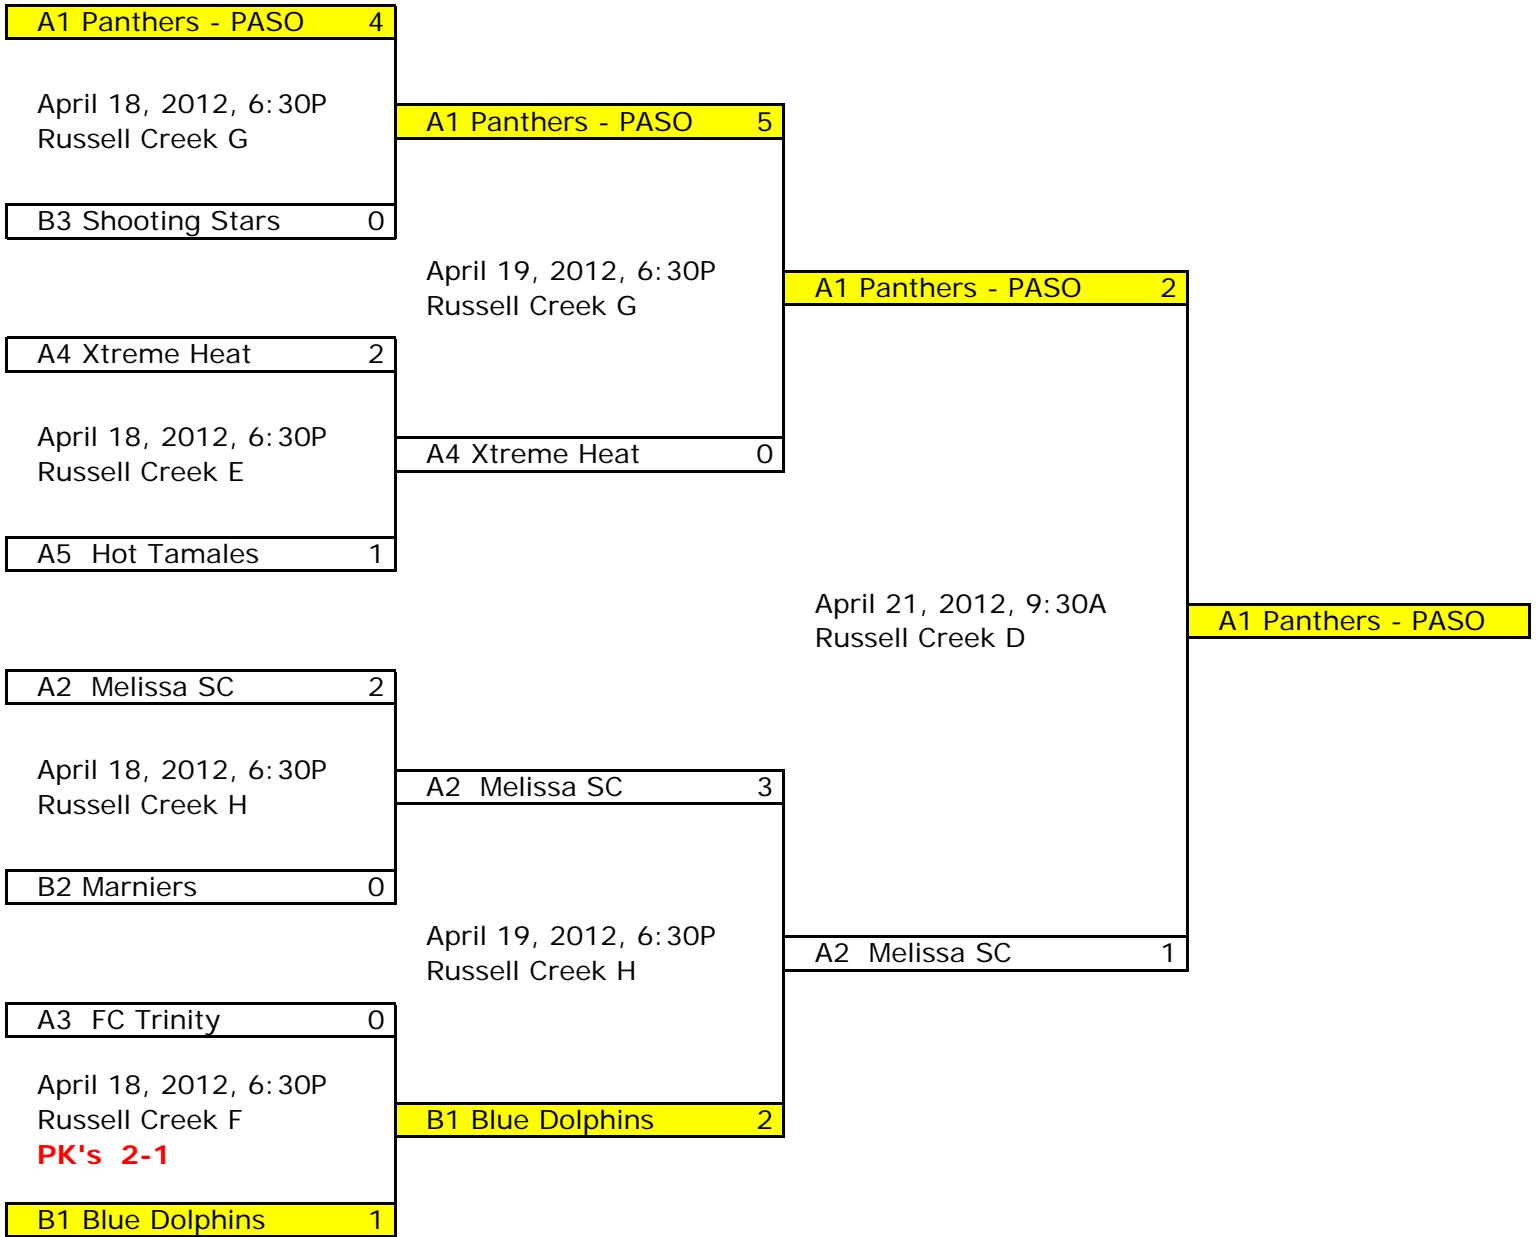 A1 Panthers - PASO 4
April 18, 2012, 6:30P
Russell Creek G
B3 Shooting Stars 0
A4 Xtreme Heat 2
April 18, 2012, 6:30P
Russell Creek E
A5 Hot Tamales 1
A2 Melissa SC 2
April 18, 2012, 6:30P
Russell Creek H
B2 Marniers 0
A3 FC Trinity 0
April 18, 2012, 6:30P
Russell Creek F
PK's 2-1
B1 Blue Dolphins 1
A1 Panthers - PASO 5
April 19, 2012, 6:30P
Russell Creek G
A4 Xtreme Heat 0
A2 Melissa SC 3
April 19, 2012, 6:30P
Russell Creek H
B1 Blue Dolphins 2
A1 Panthers - PASO 2
April 21, 2012, 9:30A
Russell Creek D
A2 Melissa SC 1
A1 Panthers - PASO